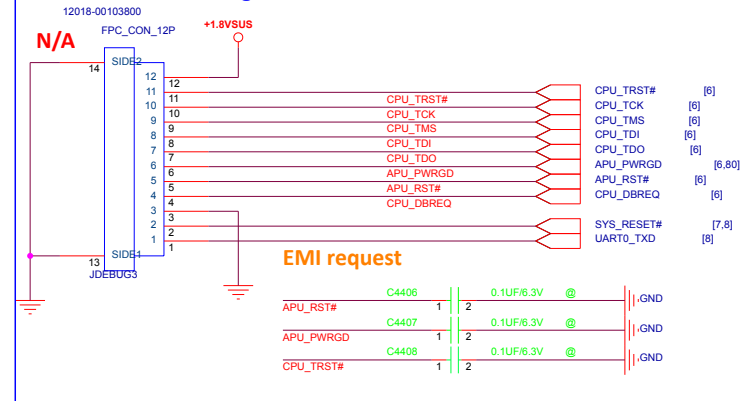 12018-00103800
FPC_CON_12P
+1.8VSUS
N/A
14
SIDE2
12
12
11
11
CPU_TRST#
CPU_TRST#
[6]
10
10
CPU_TCK
CPU_TCK
[6]
9
9
CPU_TMS
CPU_TMS
[6]
8
8
CPU_TDI
CPU_TDI
[6]
7
7
CPU_TDO
CPU_TDO
[6]
6
6
APU_PWRGD
APU_PWRGD
[6,80]
5
5
APU_RST#
APU_RST#
[6]
4
4
CPU_DBREQ
CPU_DBREQ
[6]
3
3
2
2
SYS_RESET#
[7,8]
1
1
UART0_TXD
[8]
13
SIDE1
JDEBUG3
EMI request
APU_RST#
C4406
1
2
0.1UF/6.3V
@
GND
APU_PWRGD
C4407
1
2
0.1UF/6.3V
@
GND
CPU_TRST#
C4408
1
2
0.1UF/6.3V
@
GND